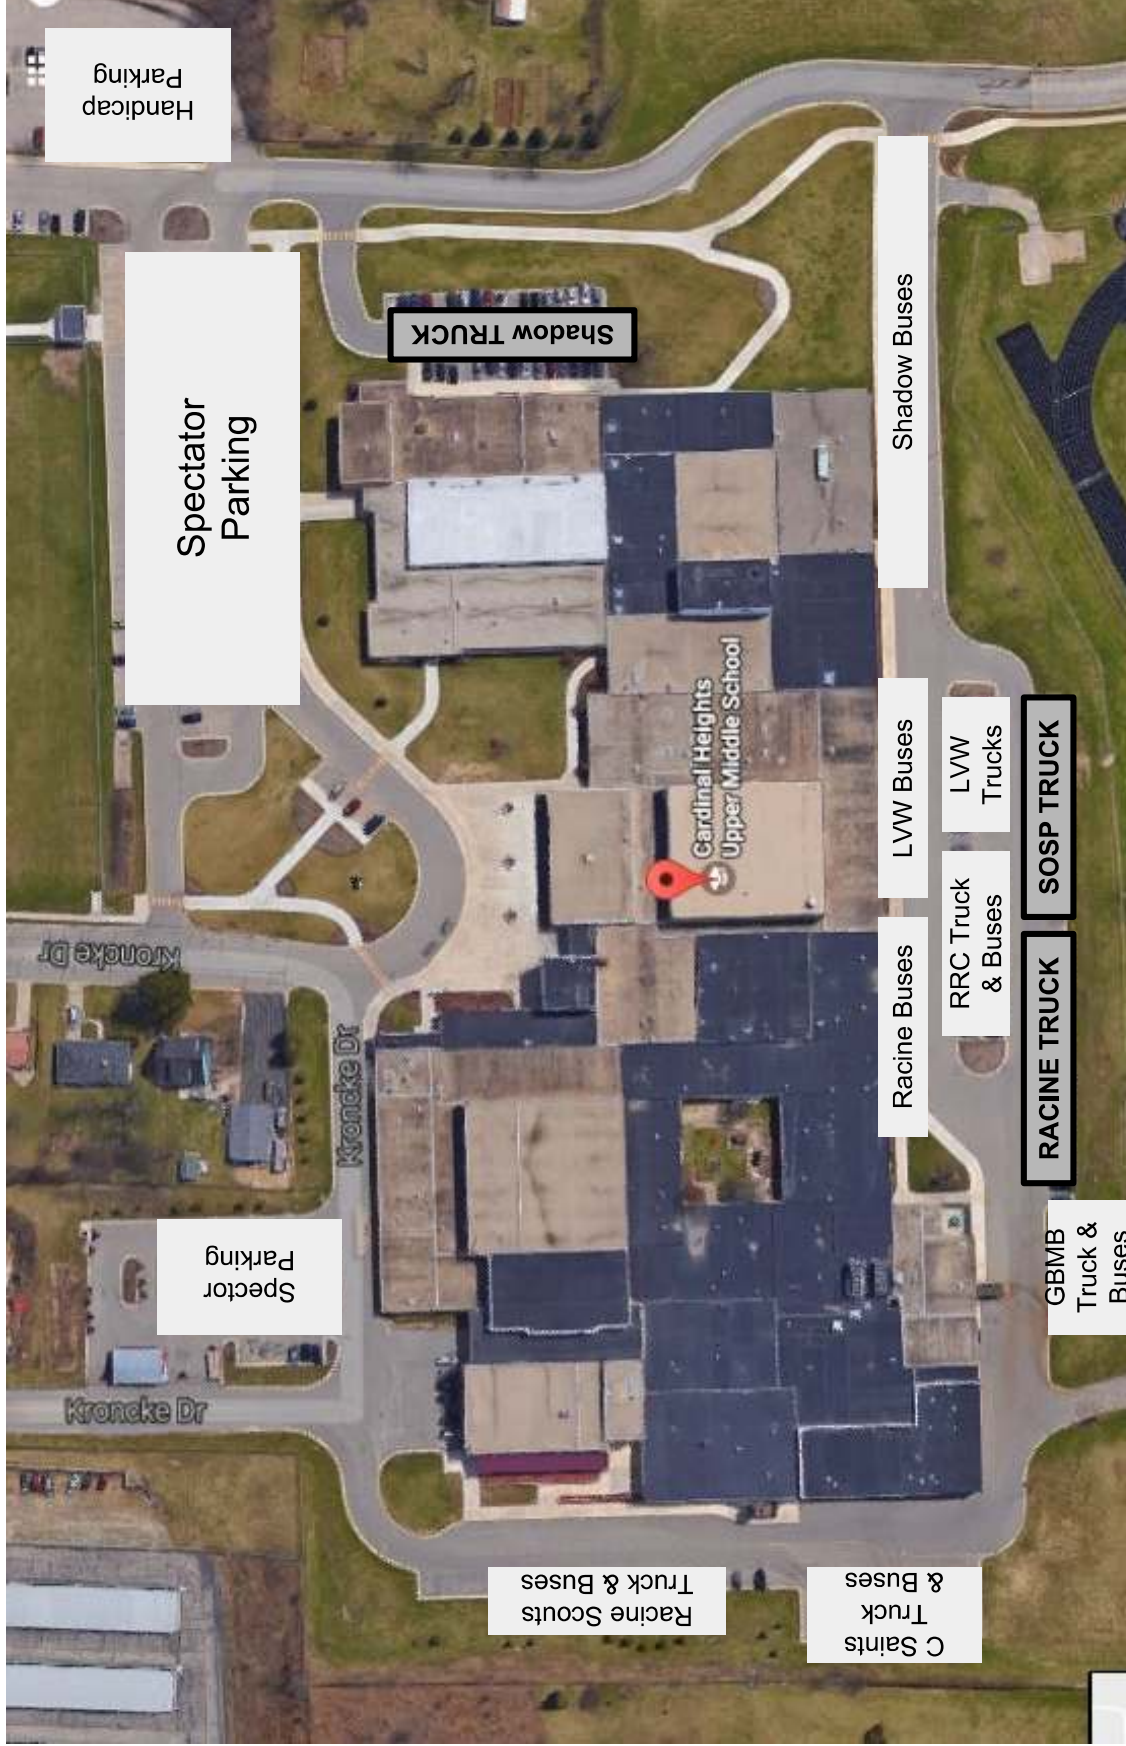 Handicap
Parking
Spectator
Parking
Shadow TRUCK
Shadow Buses
Cardinal Heights
Upper Middle School
LVW Buses
LVW
Trucks
SOSP TRUCK
Racine Buses
RRC Truck
& Buses
RACINE TRUCK
GBMB
Truck &
Buses
Kroncke Dr
Kroncke Dr
Spector
Parking
Kroncke Dr
Racine Scouts
Truck & Buses
C Saints
Truck
& Buses